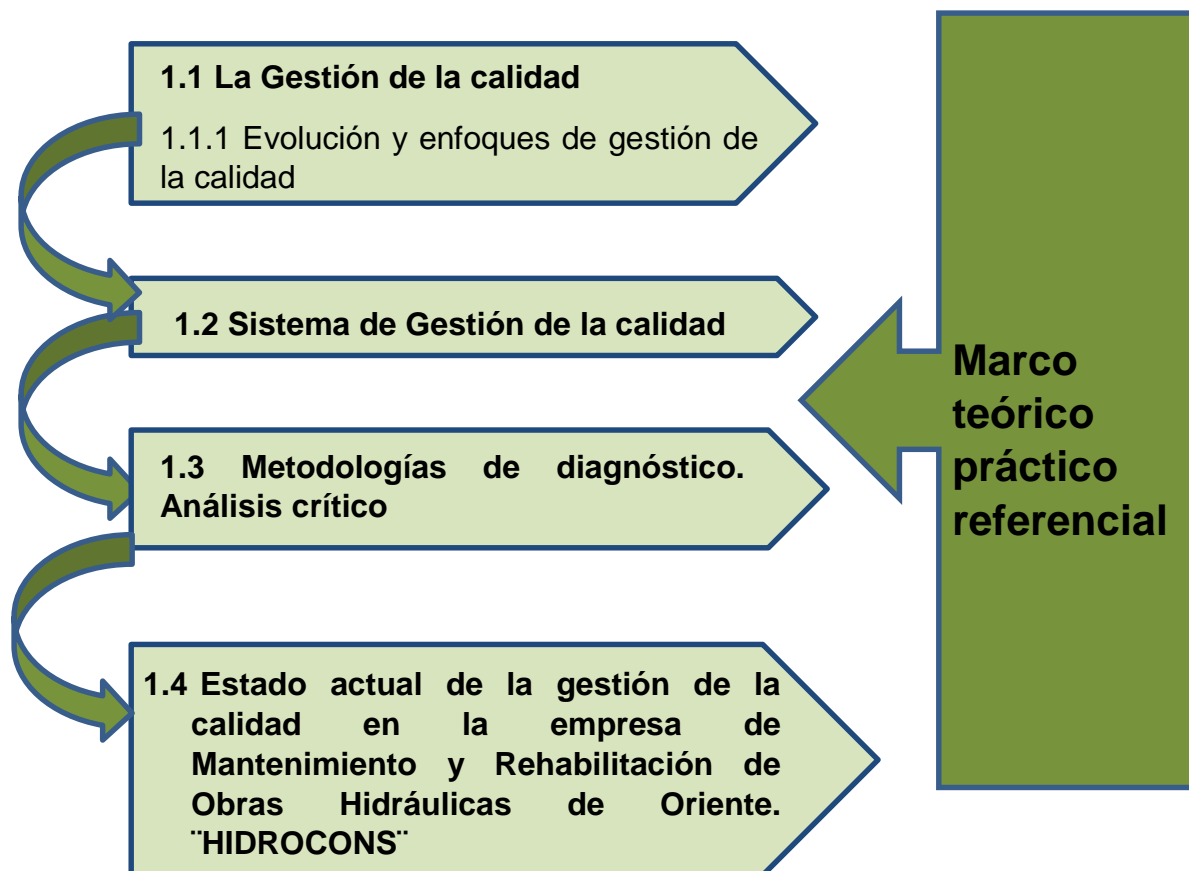 1.1 La Gestión de la calidad
1.1.1 Evolución y enfoques de gestión de
la calidad
1.2 Sistema de Gestión de la calidad
1.3 Metodologías de diagnóstico.
Análisis crítico
1.4 Estado actual de la gestión de la
calidad en la empresa de
Mantenimiento y Rehabilitación de
Obras Hidráulicas de Oriente.
¨HIDROCONS¨
Marco
teórico
práctico
referencial